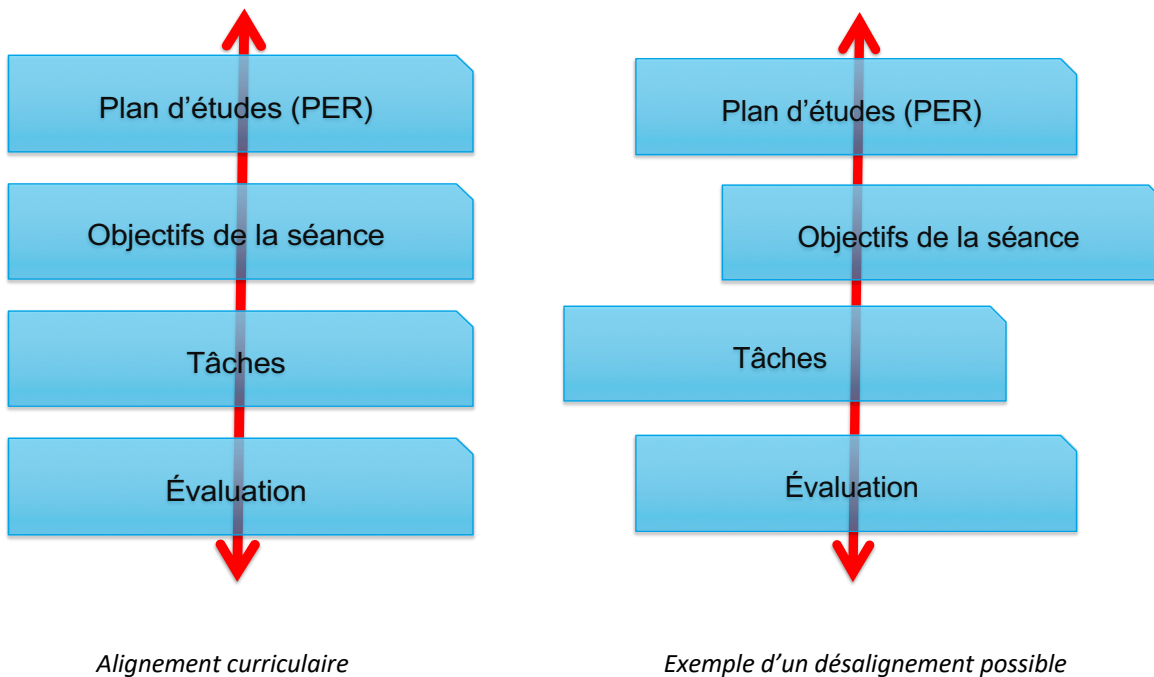 Plan d’études (PER)
Objectifs de la séance
Tâches
Évaluation
Alignement curriculaire
Plan d’études (PER)
Objectifs de la séance
Tâches
Évaluation
Exemple d’un désalignement possible